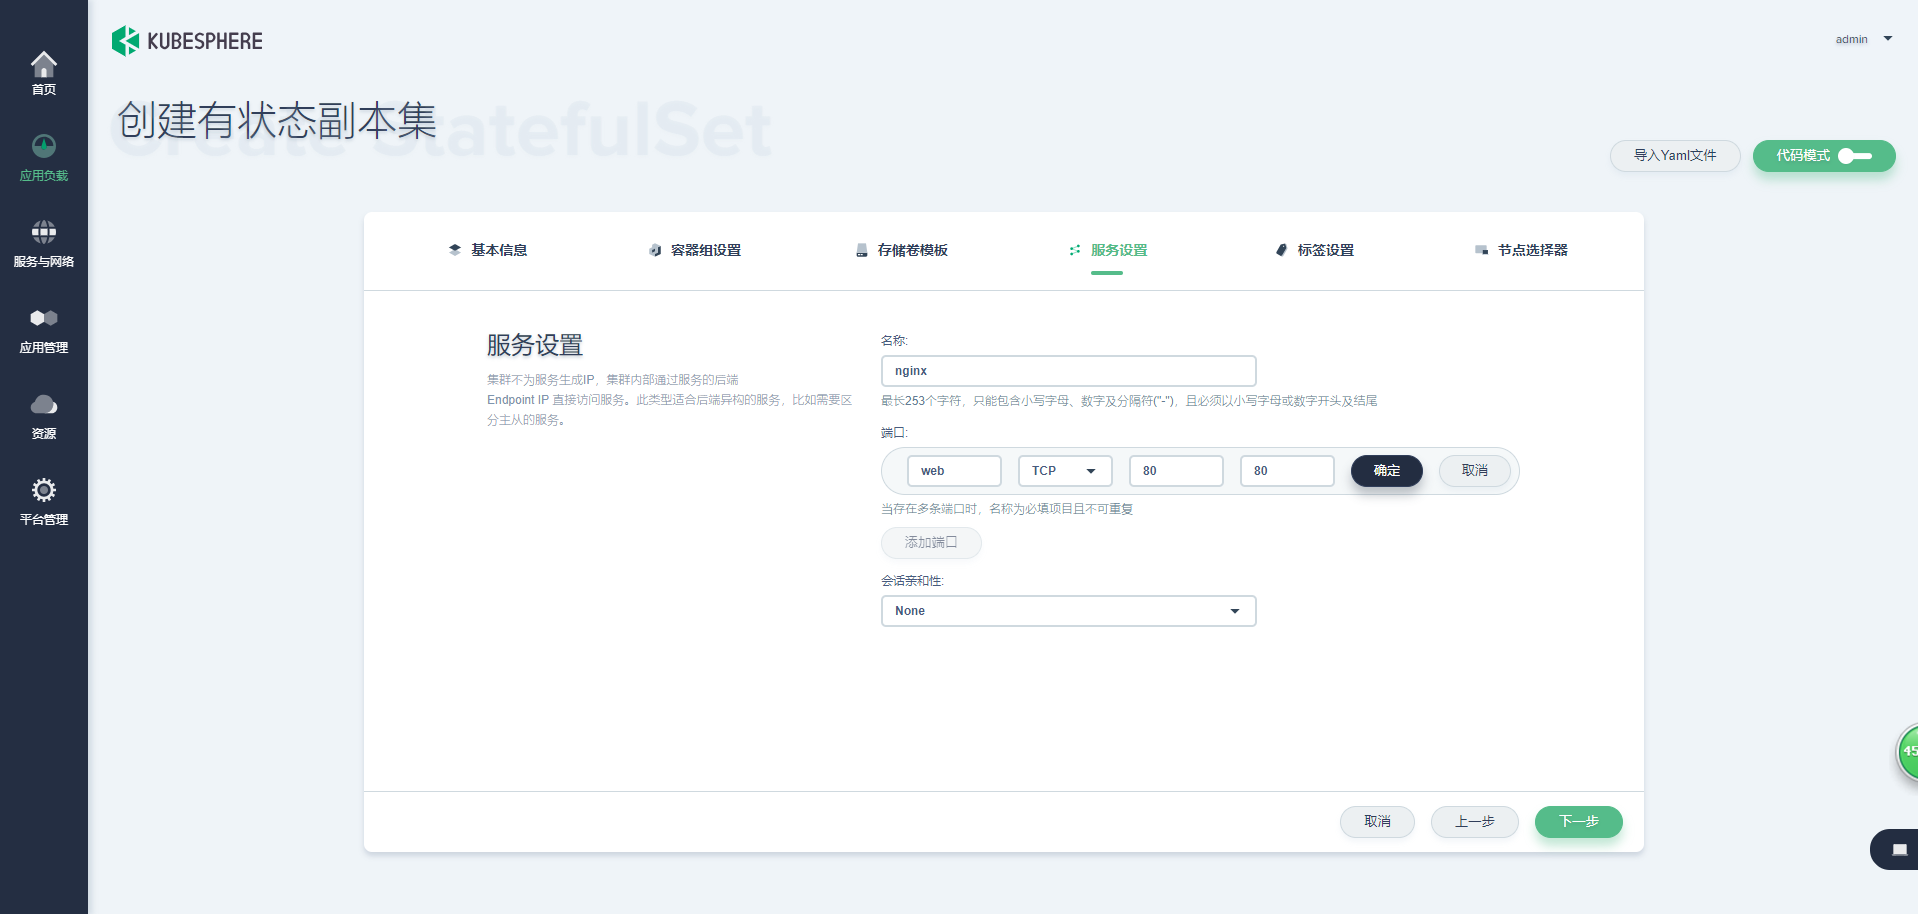 KUBESPHERE
admin
首页
应用负载
服务与网络
应用管理
资源
平台管理
Create StatefulSet
创建有状态副本集
导入Yaml文件
代码模式
基本信息
容器组设置
存储卷模板
服务设置
标签设置
节点选择器
服务设置
集群不为服务生成IP，集群内部通过服务的后端
Endpoint IP 直接访问服务。此类型适合后端异构的服务，比如需要区
分主从的服务。
名称:
nginx
最长253个字符，只能包含小写字母、数字及分隔符("-")，且必须以小写字母或数字开头及结尾
端口:
web
TCP
80
80
确定
取消
当存在多条端口时，名称为必填项目且不可重复
添加端口
会话亲和性:
None
取消
上一步
下一步
45